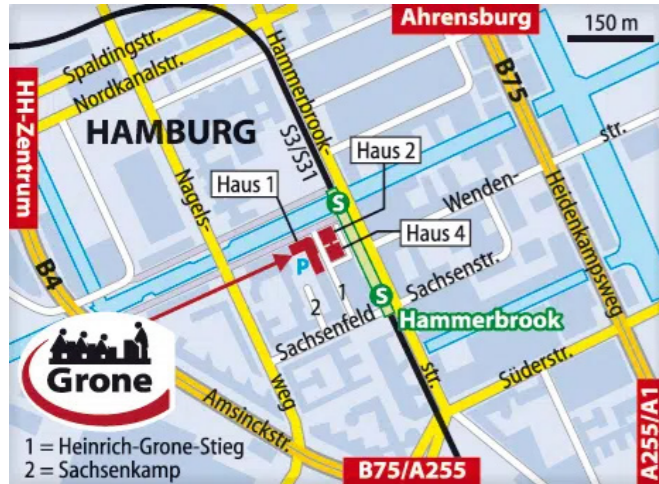 Ahrensburg
150 m
Spaldingstr.
Nordkanalstr.
Hammerbrook-
B75
HH-Zentrum
HAMBURG
S3/S31
Haus 2
str.
Nagels-
Haus 1
S
Wenden-
Heidenkampsweg
Haus 4
B4
P
2
1
Sachsenstr.
S
Sachsenfeld
Hammerbrook
Grone
weg
str.
Süderstr.
Amsinckstr.
1 = Heinrich-Grone-Stieg
2 = Sachsenkamp
B75/A255
A255/A1